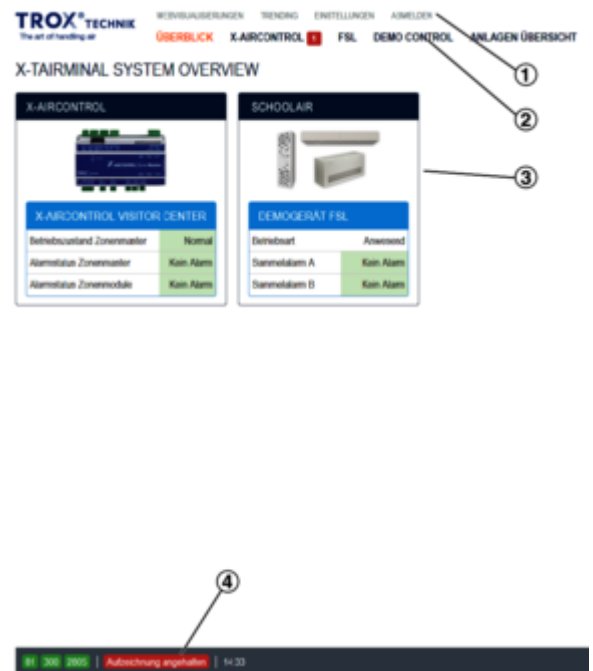 TROX® TECHNIK
The art of handling air
WEBVISUALISIERUNGEN TRENDING EINSTELLUNGEN ABMELDEN
ÜBERBLICK X-AIRCONTROL FSL DEMO CONTROL ANLAGEN ÜBERSICHT
X-TAIRMINAL SYSTEM OVERVIEW
1
2
3
X-AIRCONTROL
X-AIRCONTROL VISITOR CENTER
Betriebszustand Zonenmaster Normal
Alarmstatus Zonenmaster Kein Alarm
Alarmstatus Zonenmodule Kein Alarm
SCHOOLAIR
DEMOGERÄT FSL
Betriebsart Anwesend
Sammelalarm A Kein Alarm
Sammelalarm B Kein Alarm
4
300 2805 | Aufzeichnung angehalten | 14:33